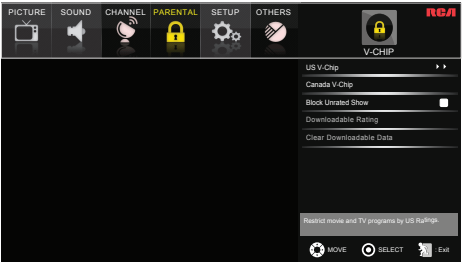 PICTURE SOUND CHANNEL PARENTAL SETUP OTHERS
RCA
V-CHIP
US V-Chip
Canada V-Chip
Block Unrated Show
Downloadable Rating
Clear Downloadable Data
Restrict movie and TV programs by US Ratings.
MOVE SELECT : Exit